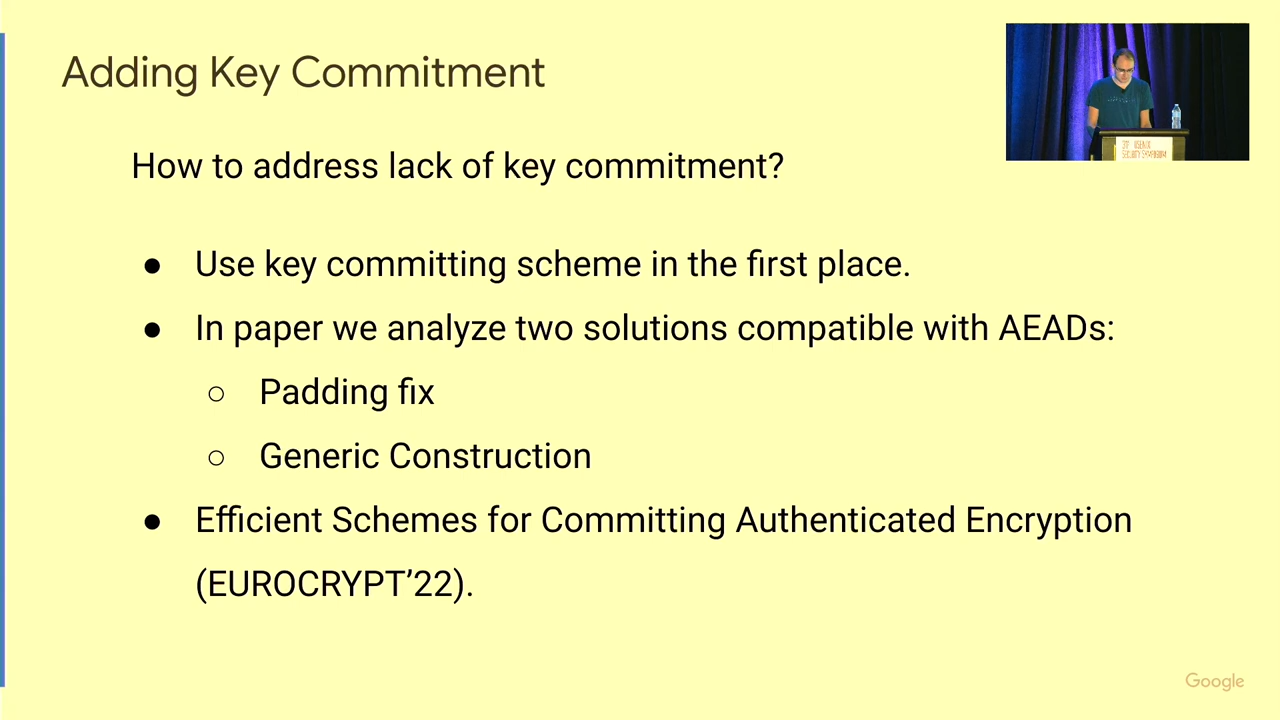 Adding Key Commitment
How to address lack of key commitment?
● Use key committing scheme in the first place.
● In paper we analyze two solutions compatible with AEADs:
○ Padding fix
○ Generic Construction
● Efficient Schemes for Committing Authenticated Encryption
(EUROCRYPT’22).
SECURITY SYMPOSIUM
Google